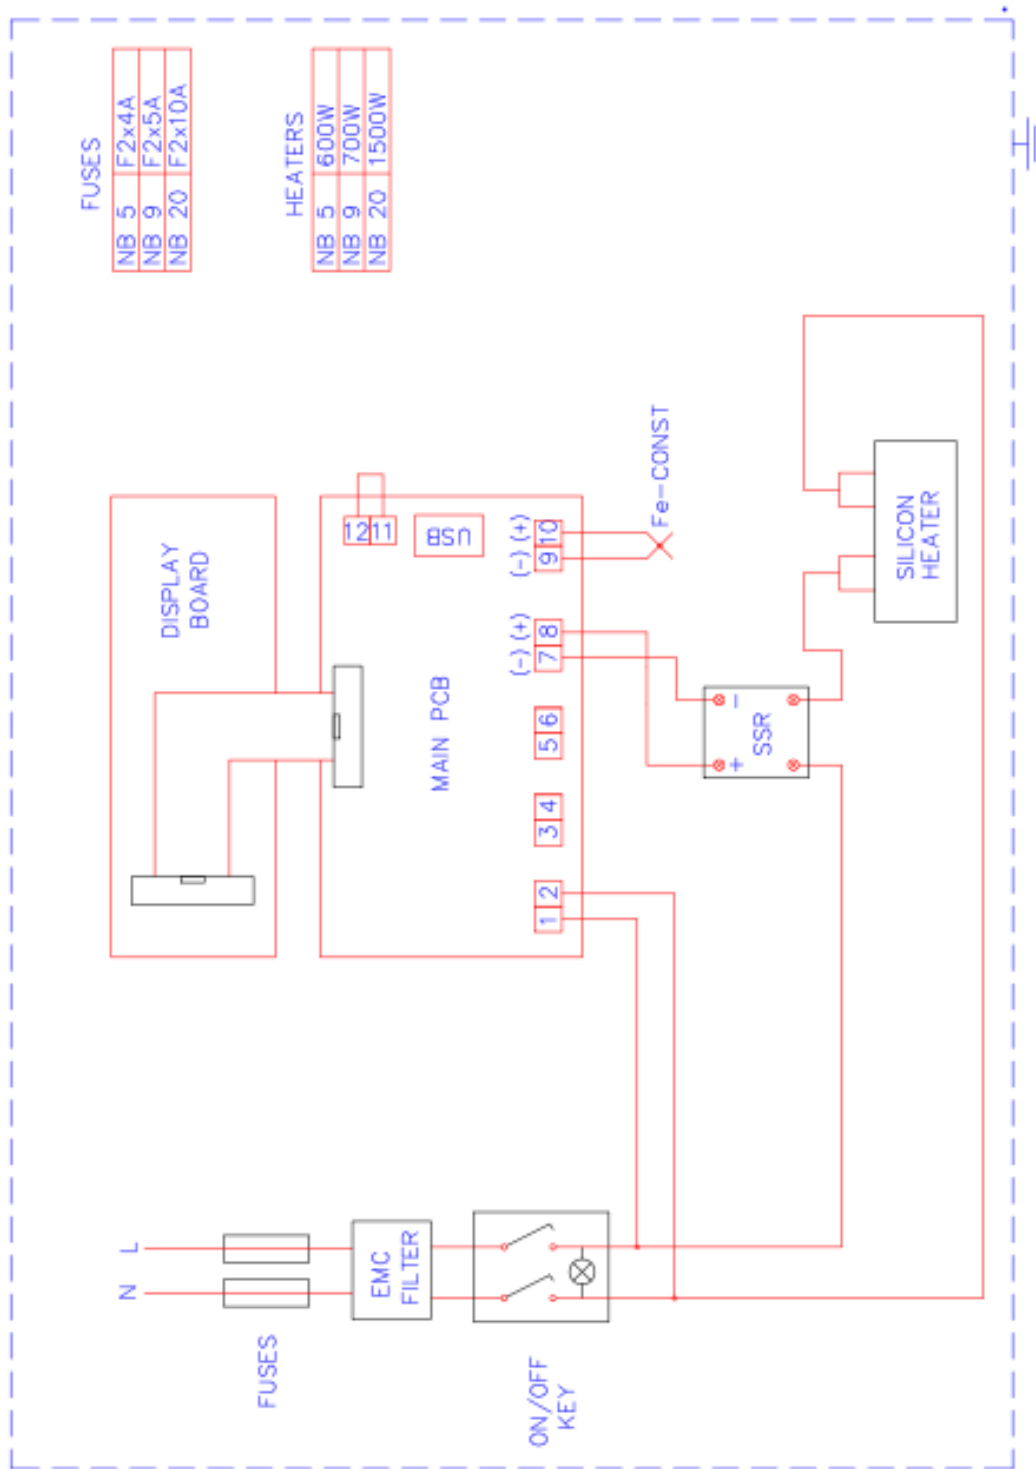 FUSES
NB 5 F2x4A
NB 9 F2x5A
NB 20 F2x10A
HEATERS
NB 5 600W
NB 9 700W
NB 20 1500W
DISPLAY
BOARD
12 11
USB
MAIN PCB
(-) (+)
(-) (+)
1 2
3 4
5 6
7 8
9 10
Fe-CONST
+ -
SSR
SILICON
HEATER
N L
FUSES
EMC
FILTER
ON/OFF
KEY